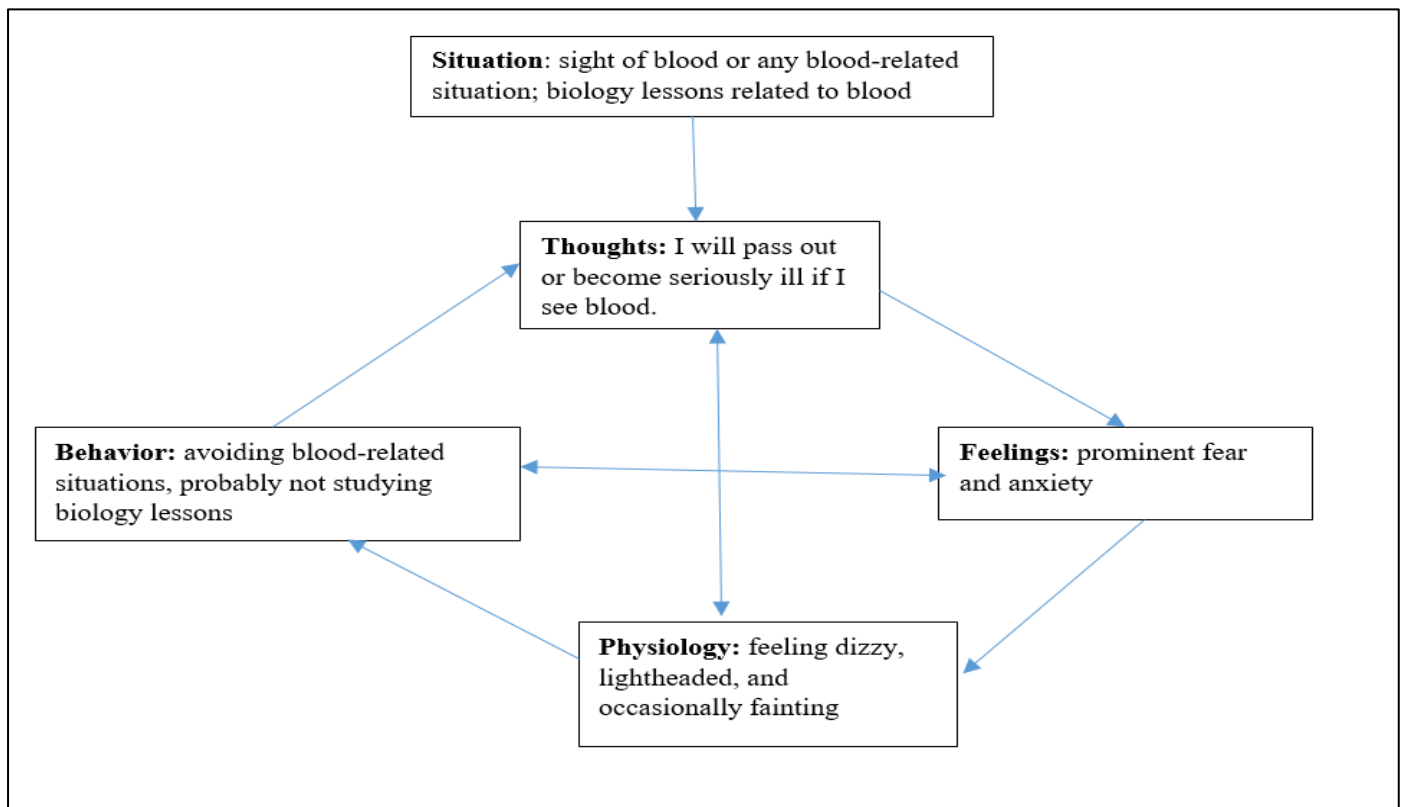 Situation: sight of blood or any blood-related
situation; biology lessons related to blood
Thoughts: I will pass out
or become seriously ill if I
see blood.
Behavior: avoiding blood-related
situations, probably not studying
biology lessons
Feelings: prominent fear
and anxiety
Physiology: feeling dizzy,
lightheaded, and
occasionally fainting